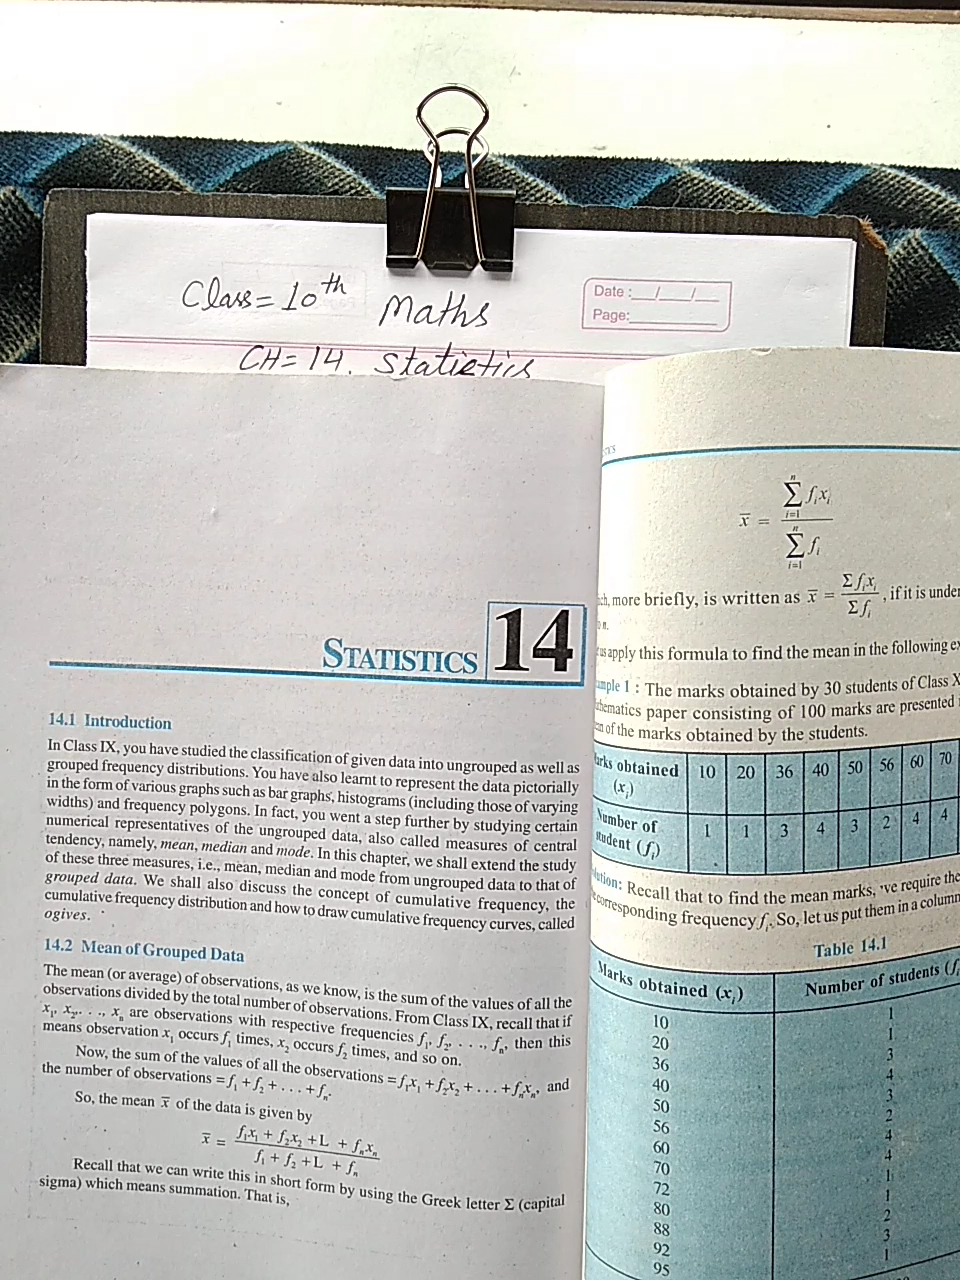 Class = 10th Maths
Date : __/__/__
Page:
CH = 14. Statictics
STATISTICS 14
14.1 Introduction
In Class IX, you have studied the classification of given data into ungrouped as well as
grouped frequency distributions. You have also learnt to represent the data pictorially
in the form of various graphs such as bar graphs, histograms (including those of varying
widths) and frequency polygons. In fact, you went a step further by studying certain
numerical representatives of the ungrouped data, also called measures of central
tendency, namely, mean, median and mode. In this chapter, we shall extend the study
of these three measures, i.e., mean, median and mode from ungrouped data to that of
grouped data. We shall also discuss the concept of cumulative frequency, the
cumulative frequency distribution and how to draw cumulative frequency curves, called
ogives.
14.2 Mean of Grouped Data
The mean (or average) of observations, as we know, is the sum of the values of all the
observations divided by the total number of observations. From Class IX, recall that if
x₁, x₂, . . ., xₙ are observations with respective frequencies f₁, f₂, . . ., fₙ, then this
means observation x₁ occurs f₁ times, x₂ occurs f₂ times, and so on.
Now, the sum of the values of all the observations = f₁x₁ + f₂x₂ + . . . + fₙxₙ, and
the number of observations = f₁ + f₂ + . . . + fₙ.
So, the mean x̄ of the data is given by
x̄ = (f₁x₁ + f₂x₂ + L + fₙxₙ) / (f₁ + f₂ + L + fₙ)
Recall that we can write this in short form by using the Greek letter Σ (capital
sigma) which means summation. That is,
x̄ = (Σⁿᵢ₌₁ fᵢxᵢ) / (Σⁿᵢ₌₁ fᵢ)
more briefly, is written as x̄ = Σfᵢxᵢ / Σfᵢ , if it is
n.
apply this formula to find the mean in the following
1 : The marks obtained by 30 students of Class X
paper consisting of 100 marks are presented
of the marks obtained by the students.
obtained (xᵢ) 10 20 36 40 50 56 60 70
Number of student (fᵢ) 1 1 3 4 3 2 4 4
Recall that to find the mean marks, we require the
corresponding frequency fᵢ. So, let us put them in a column
Table 14.1
Marks obtained (xᵢ) Number of students
10 1
20 1
36 3
40 4
50 3
56 2
60 4
70 4
72 1
80 1
88 2
92 3
95 1